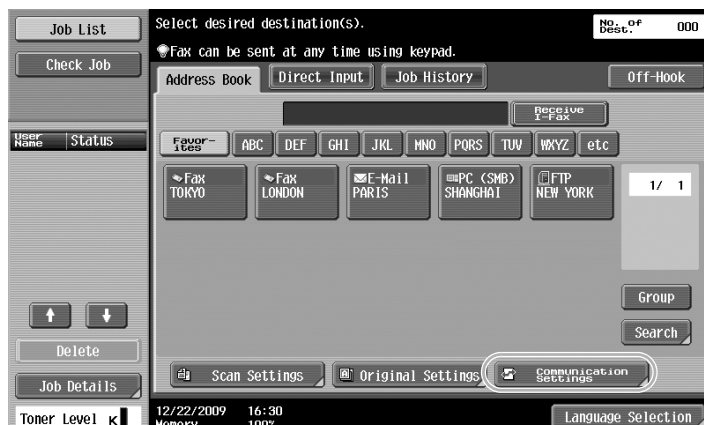 Job List
Check Job
User Name Status
Delete
Job Details
Toner Level K
Select desired destination(s).
No. of Dest. 000
Fax can be sent at any time using keypad.
Address Book Direct Input Job History Off-Hook
Receive I-Fax
Favor-ites ABC DEF GHI JKL MNO PQRS TUV WXYZ etc
Fax Fax E-Mail PC (SMB) FTP
TOKYO LONDON PARIS SHANGHAI NEW YORK
1/ 1
Group
Search
Scan Settings Original Settings Communication Settings
12/22/2009 16:30
Memory 100%
Language Selection